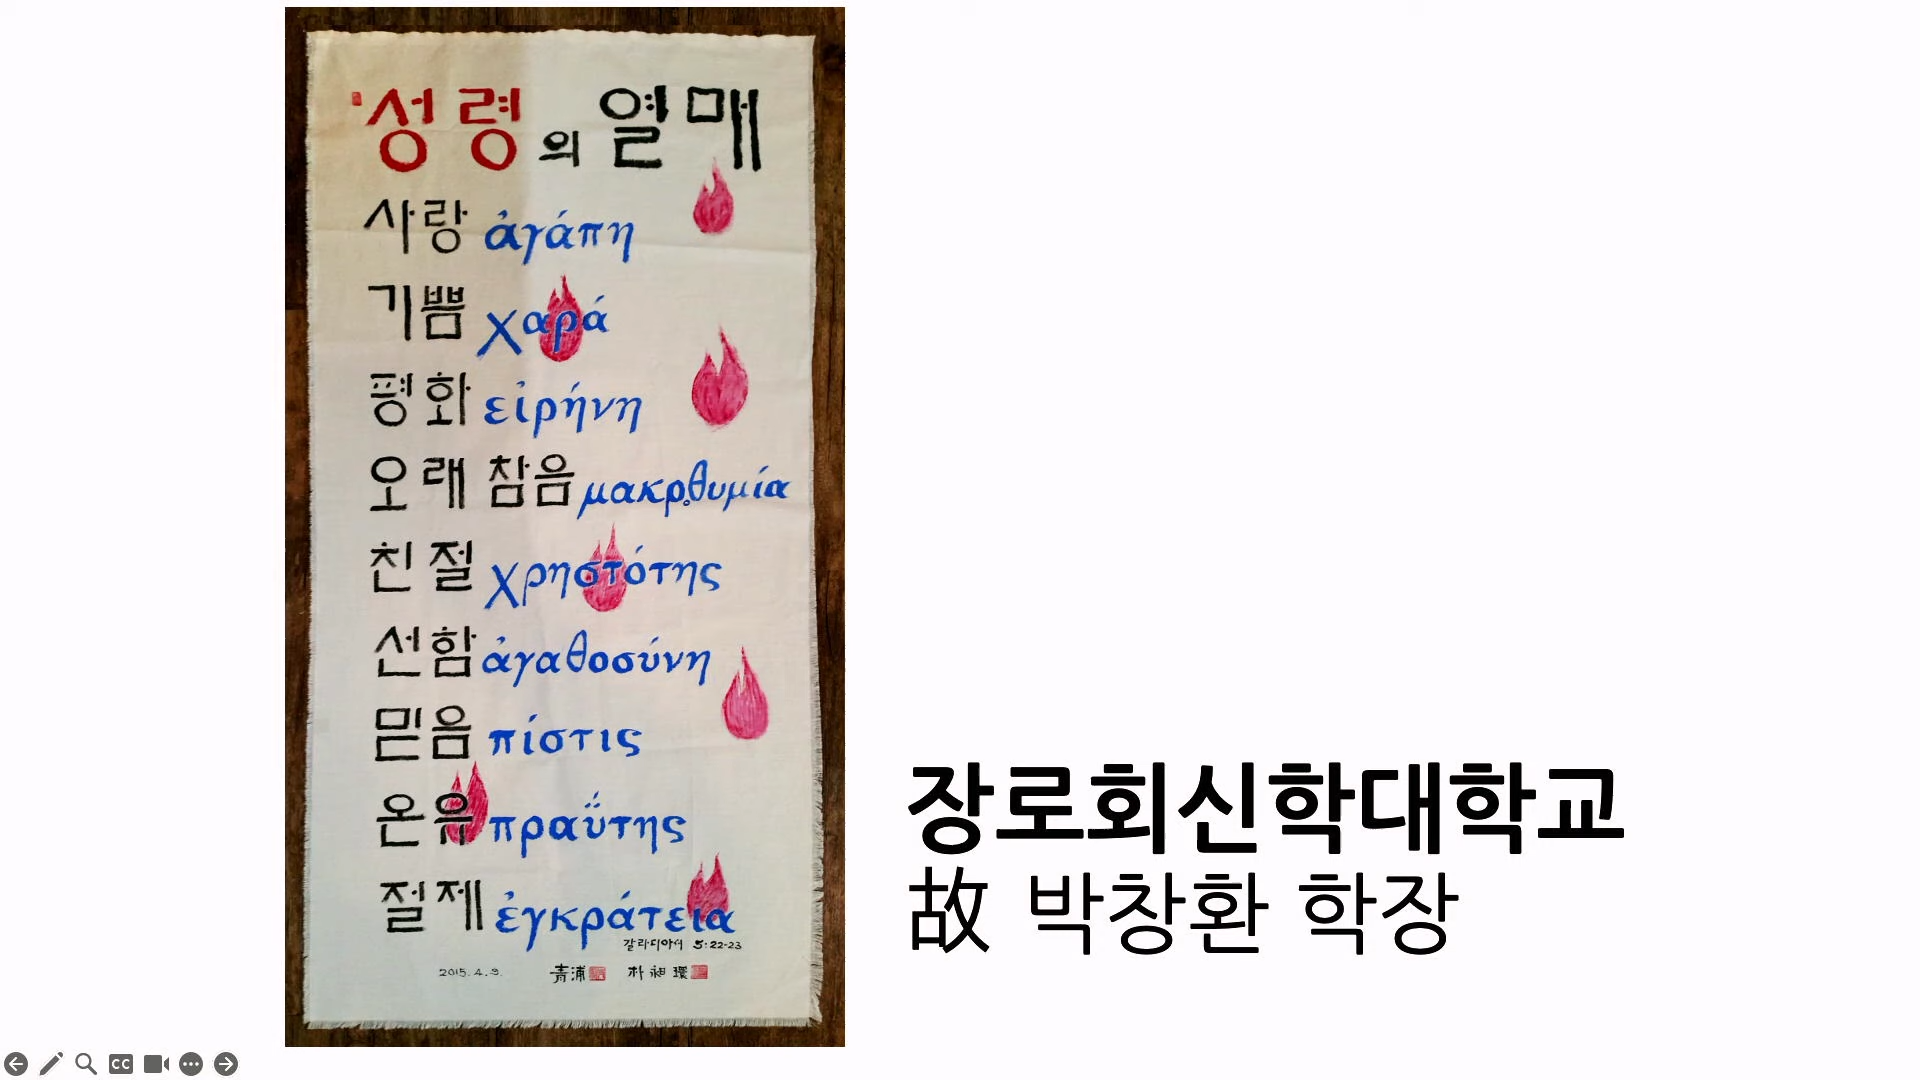 성령의 열매
사랑 ἀγάπη
기쁨 χαρά
평화 εἰρήνη
오래 참음 μακροθυμία
친절 χρηστότης
선함 ἀγαθοσύνη
믿음 πίστις
온유 πραΰτης
절제 ἐγκράτεια
갈라디아서 5:22-23
2015.4.9. 靑浦 朴昶環
장로회신학대학교
故 박창환 학장
CC